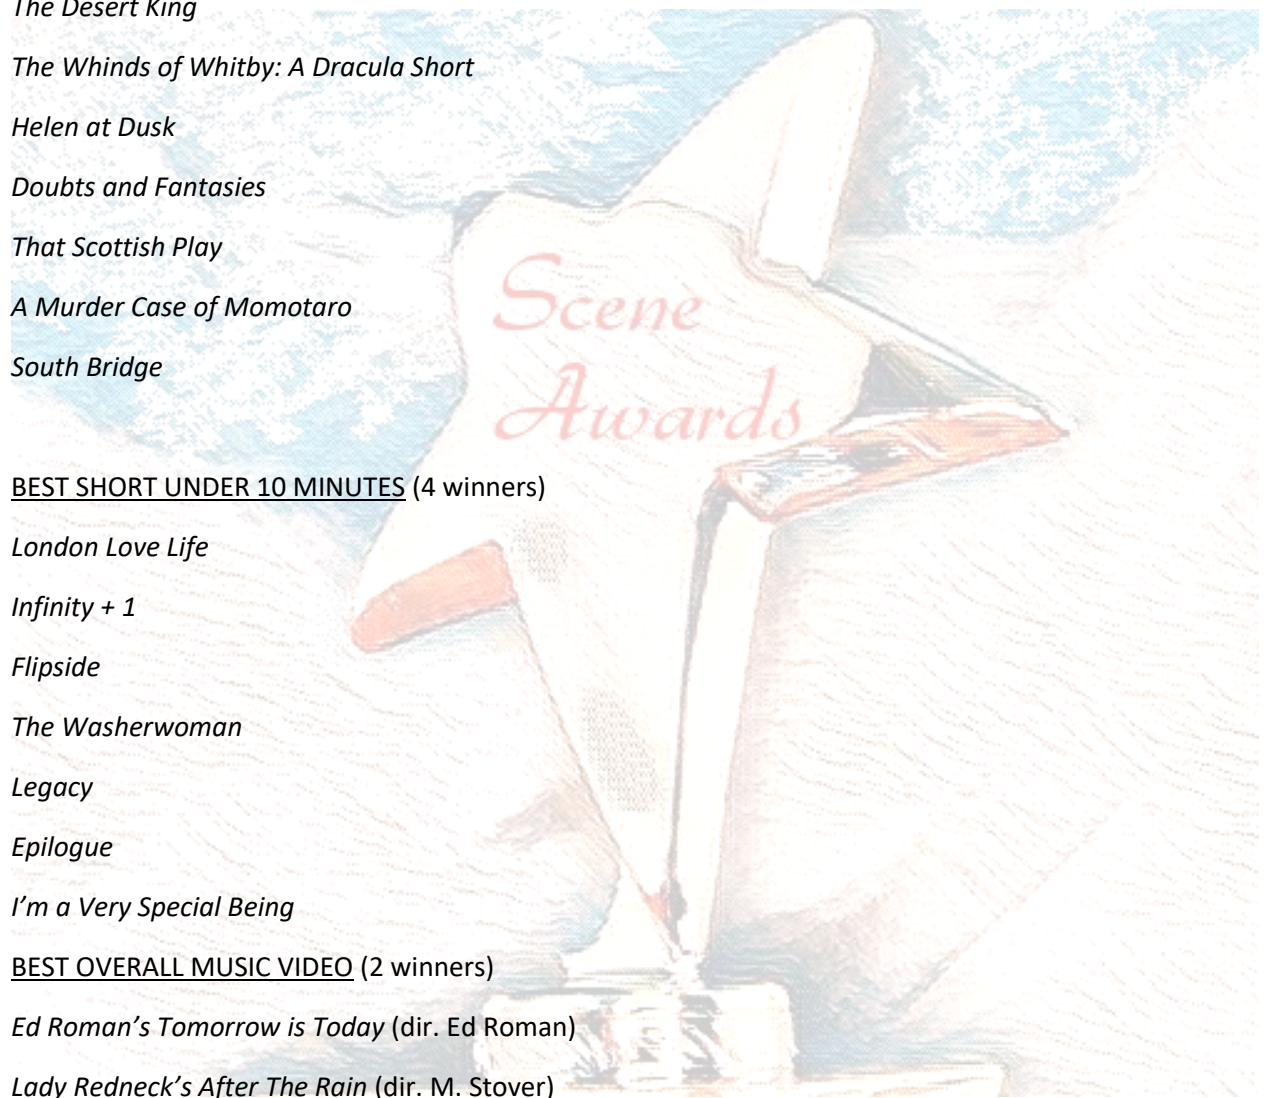 The Desert King
The Whinds of Whitby: A Dracula Short
Helen at Dusk
Doubts and Fantasies
That Scottish Play
Scene
A Murder Case of Momotaro
South Bridge
Awards
BEST SHORT UNDER 10 MINUTES (4 winners)
London Love Life
Infinity + 1
Flipside
The Washerwoman
Legacy
Epilogue
I’m a Very Special Being
BEST OVERALL MUSIC VIDEO (2 winners)
Ed Roman’s Tomorrow is Today (dir. Ed Roman)
Lady Redneck’s After The Rain (dir. M. Stover)